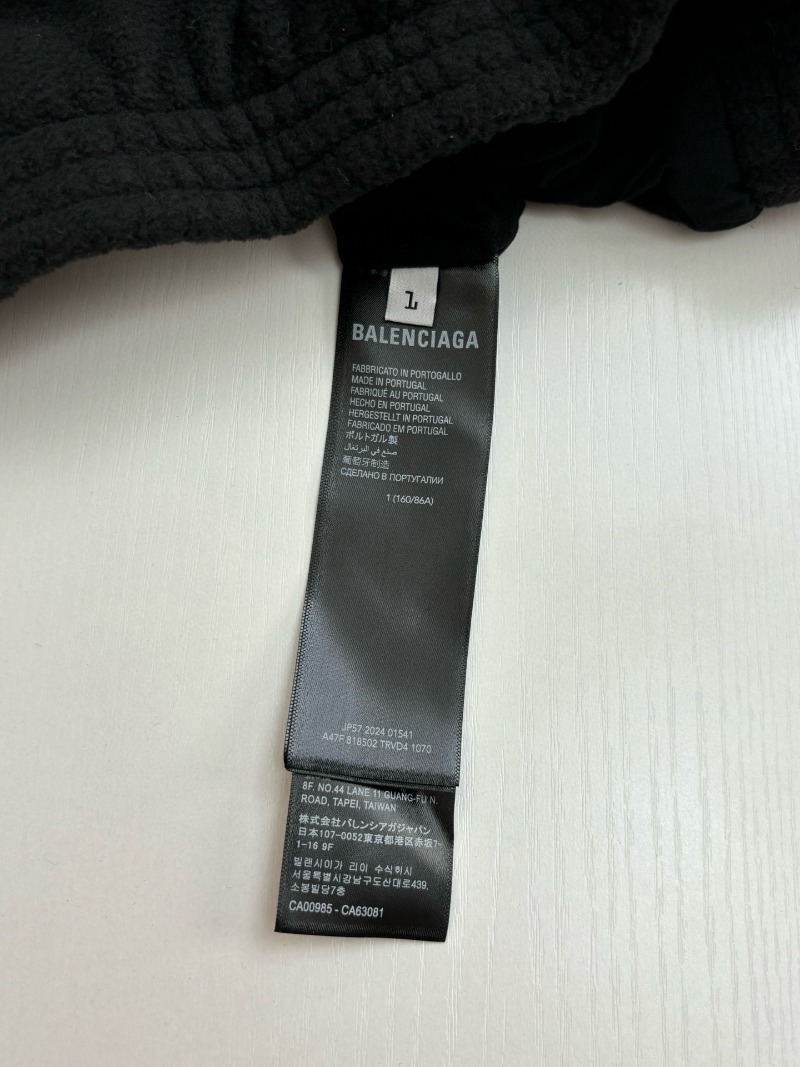 1
BALENCIAGA
FABBRICATO IN PORTOGALLO
MADE IN PORTUGAL
FABRIQUÉ AU PORTUGAL
HECHO EN PORTUGAL
HERGESTELLT IN PORTUGAL
FABRICADO EM PORTUGAL
ポルトガル製
صنع في البرتغال
葡萄牙制造
СДЕЛАНО В ПОРТУГАЛИИ
1 (160/86A)
JP57 2024 01541
A47F 818502 TRVD4 1070
8F. NO.44 LANE 11 GUANG-FU N.
ROAD, TAPEI, TAIWAN
株式会社バレンシアガジャパン
日本107-0052東京都港区赤坂7-
1-16 9F
빌랜시이가 리이 수식히시
서울특별시강남구도산대로439,
소봉빌딩7층
CA00985 - CA63081